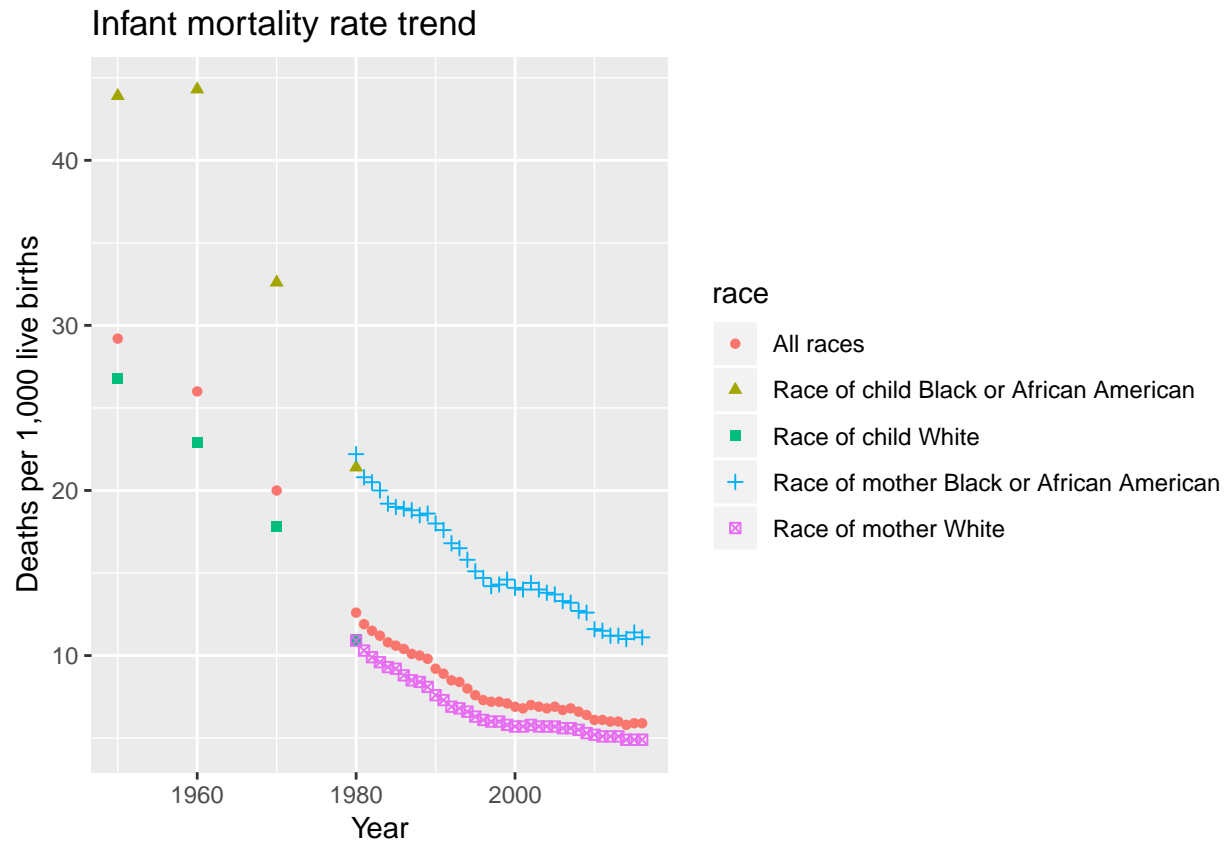 Infant mortality rate trend
Deaths per 1,000 live births
40
30
20
10
1960
1980
2000
Year
race
All races
Race of child Black or African American
Race of child White
Race of mother Black or African American
Race of mother White